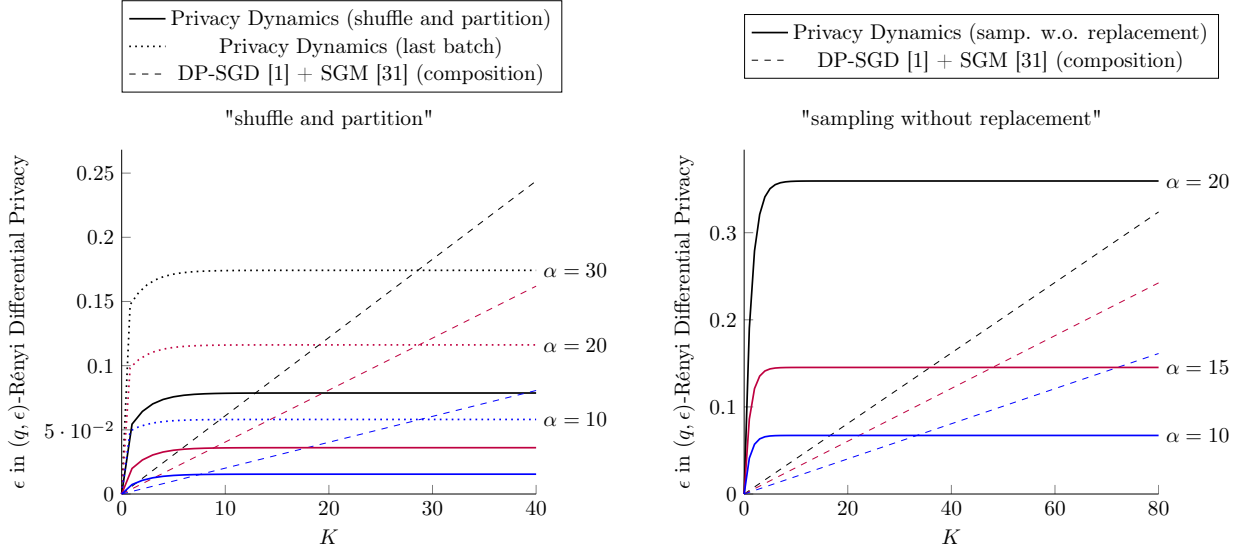 Privacy Dynamics (shuffle and partition)
Privacy Dynamics (last batch)
DP-SGD [1] + SGM [31] (composition)
"shuffle and partition"
ϵ in (q, ϵ)-Rényi Differential Privacy
0.25
0.2
0.15
0.1
5 · 10⁻²
0
α = 30
α = 20
α = 10
0 10 20 30 40
K
Privacy Dynamics (samp. w.o. replacement)
DP-SGD [1] + SGM [31] (composition)
"sampling without replacement"
ϵ in (q, ϵ)-Rényi Differential Privacy
0.3
0.2
0.1
0
α = 20
α = 15
α = 10
0 20 40 60 80
K